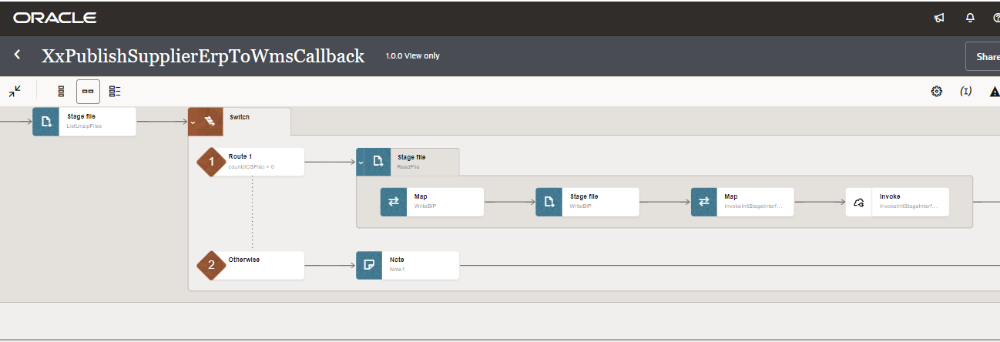 ORACLE
XxPublishSupplierErpToWmsCallback
1.0.0 View only
Share
(I)
Stage file
ListUnzipFiles
Switch
1
Route 1
count(ICSFile) > 0
Stage file
ReadFile
Map
WriteBIP
Stage file
WriteBIP
Map
InvokeInitStageInterf...
Invoke
InvokeInitStageInterf...
2
Otherwise
Note
Note1